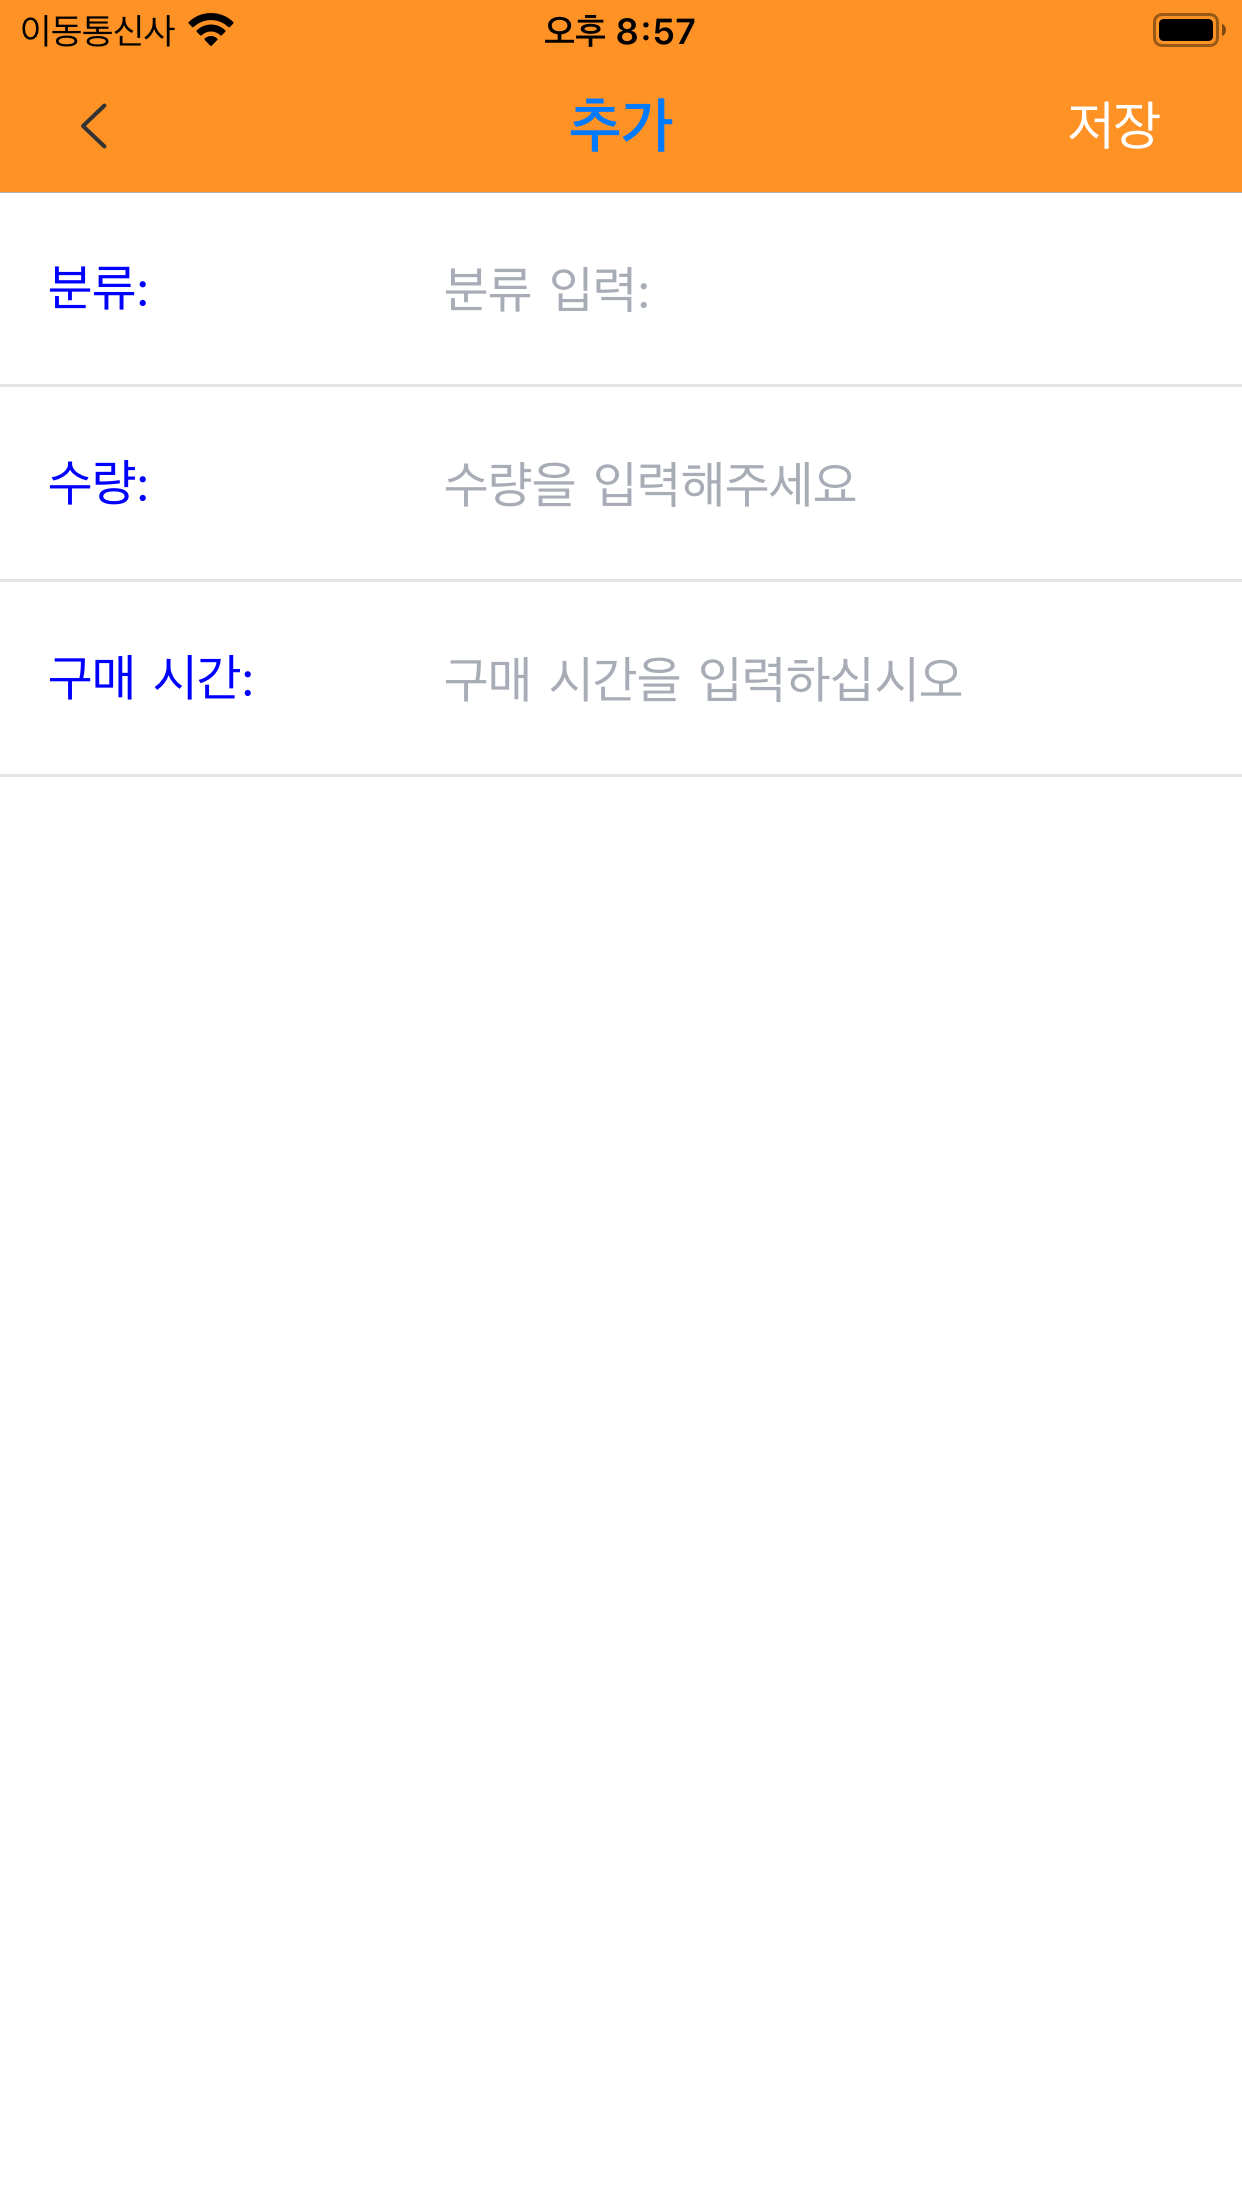 이동통신사 오후 8:57
추가 저장
분류: 분류 입력:
수량: 수량을 입력해주세요
구매 시간: 구매 시간을 입력하십시오